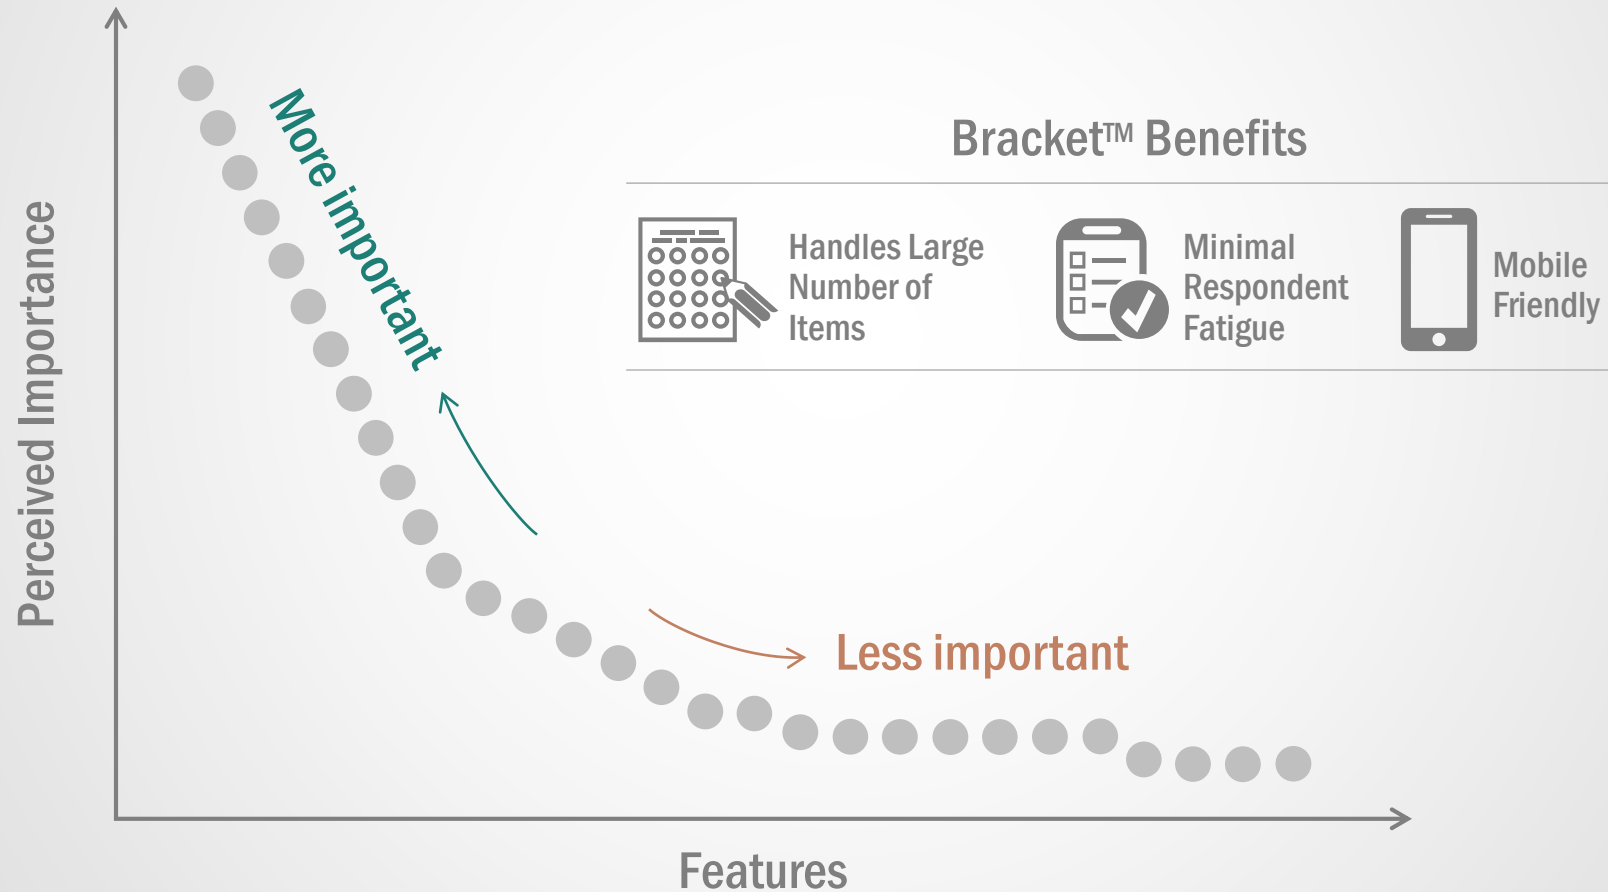 Perceived Importance
More important
Bracket™ Benefits
Handles Large
Number of
Items
Minimal
Respondent
Fatigue
Mobile
Friendly
Less important
Features